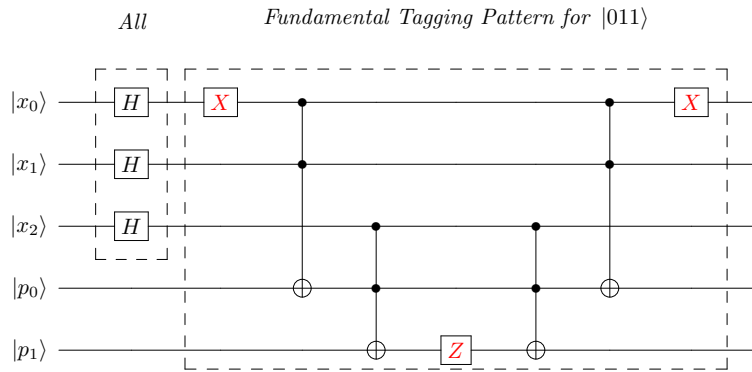 All Fundamental Tagging Pattern for |011⟩
|x₀⟩ H X X
|x₁⟩ H
|x₂⟩ H
|p₀⟩
|p₁⟩ Z